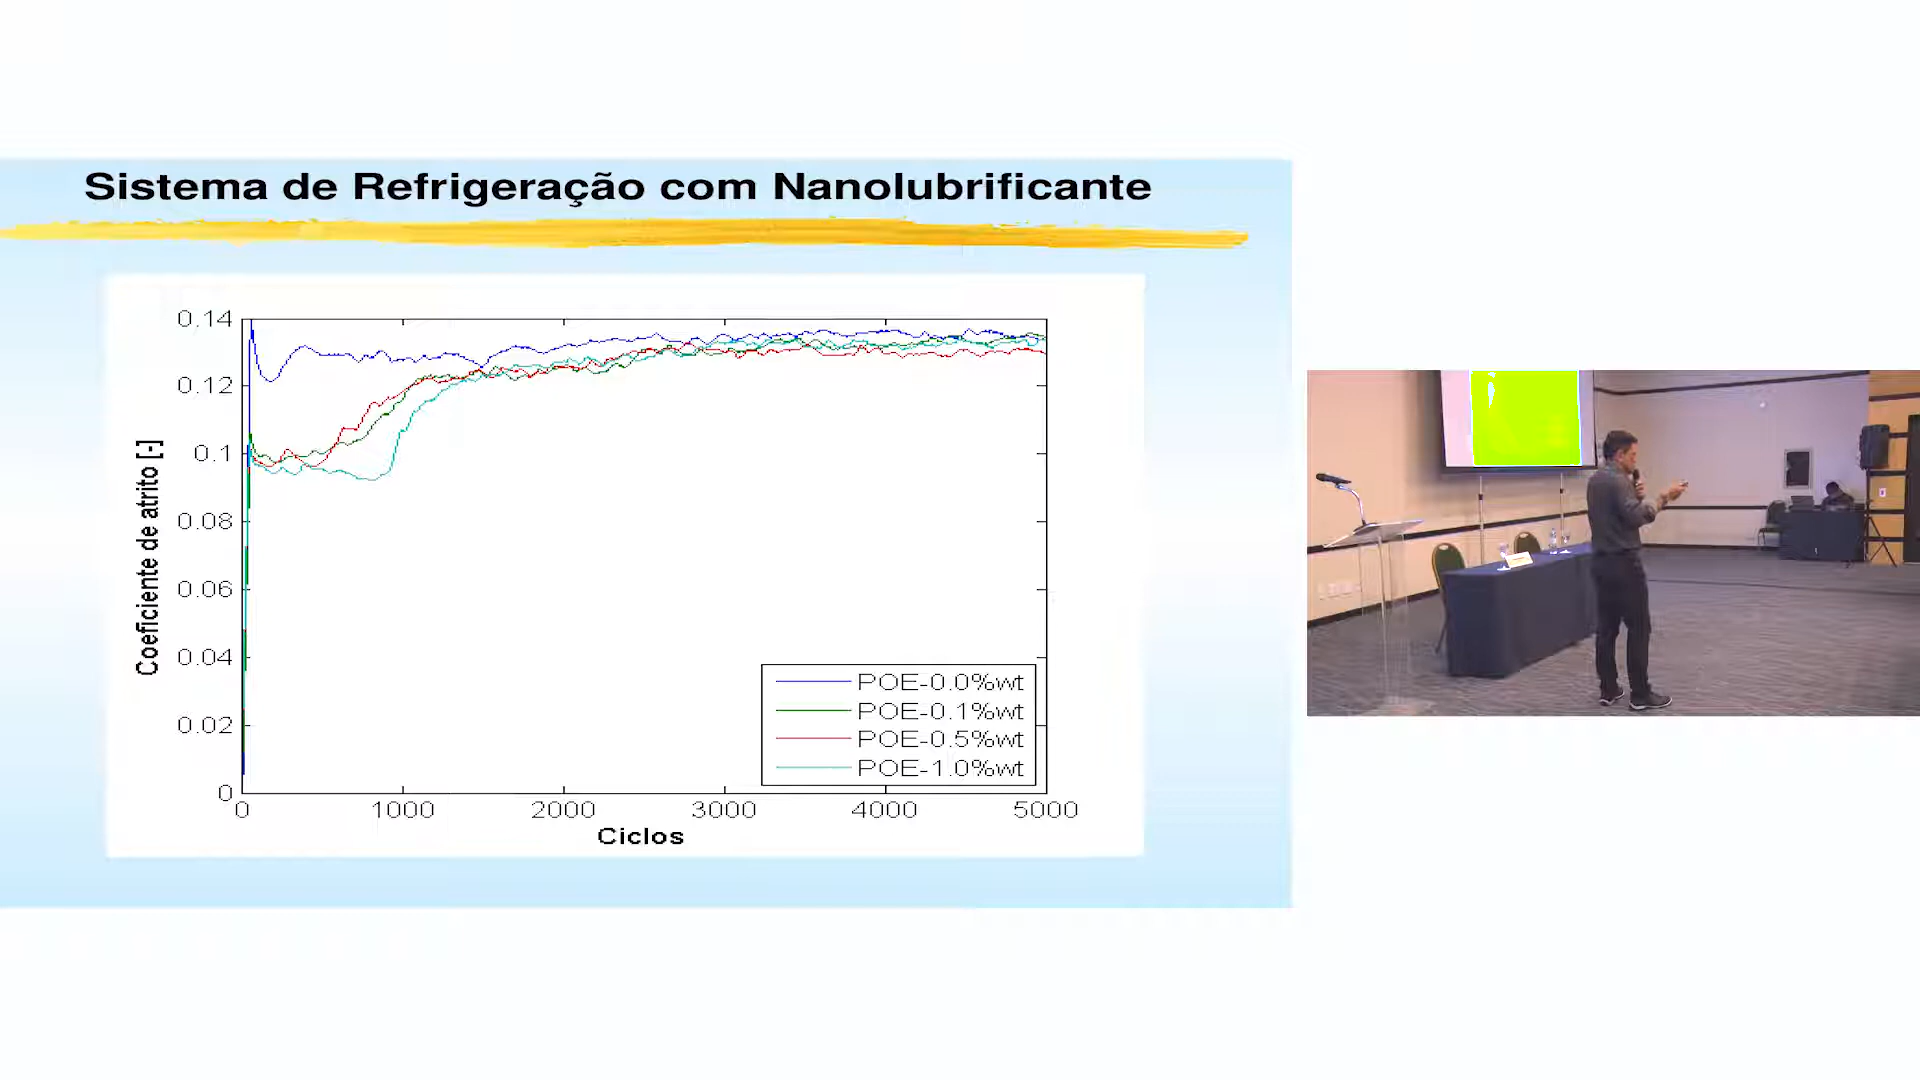 Sistema de Refrigeração com Nanolubrificante
Coeficiente de atrito [-]
0.14
0.12
0.1
0.08
0.06
0.04
0.02
0
0 1000 2000 3000 4000 5000
Ciclos
POE-0.0%wt
POE-0.1%wt
POE-0.5%wt
POE-1.0%wt